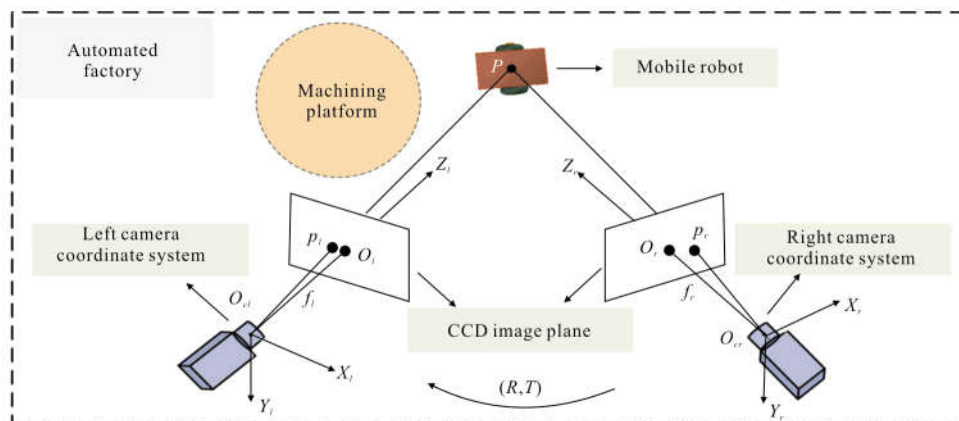 Automated
factory
Machining
platform
P
Mobile robot
Z_l
Z_r
Left camera
coordinate system
p_l
O_l
O_r
p_r
Right camera
coordinate system
O_cl
f_l
f_r
X_r
CCD image plane
O_cr
X_l
(R,T)
Y_l
Y_r